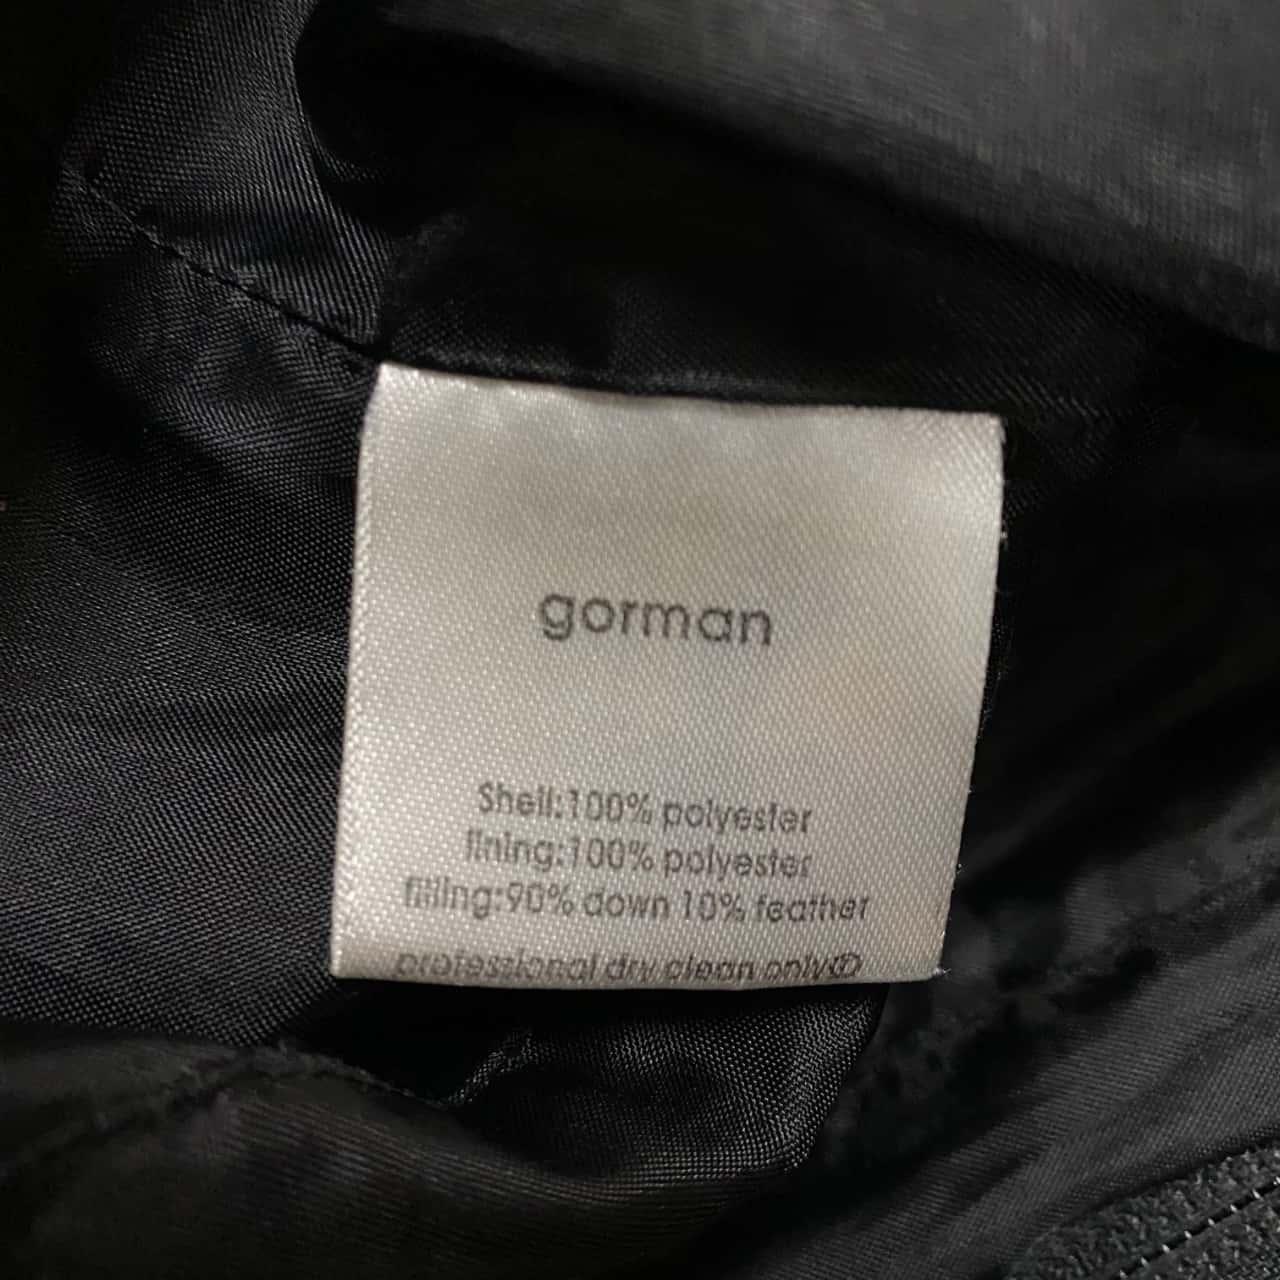 gorman
Shell:100% polyester
lining:100% polyester
filling:90% down 10% feather
professional dry clean only